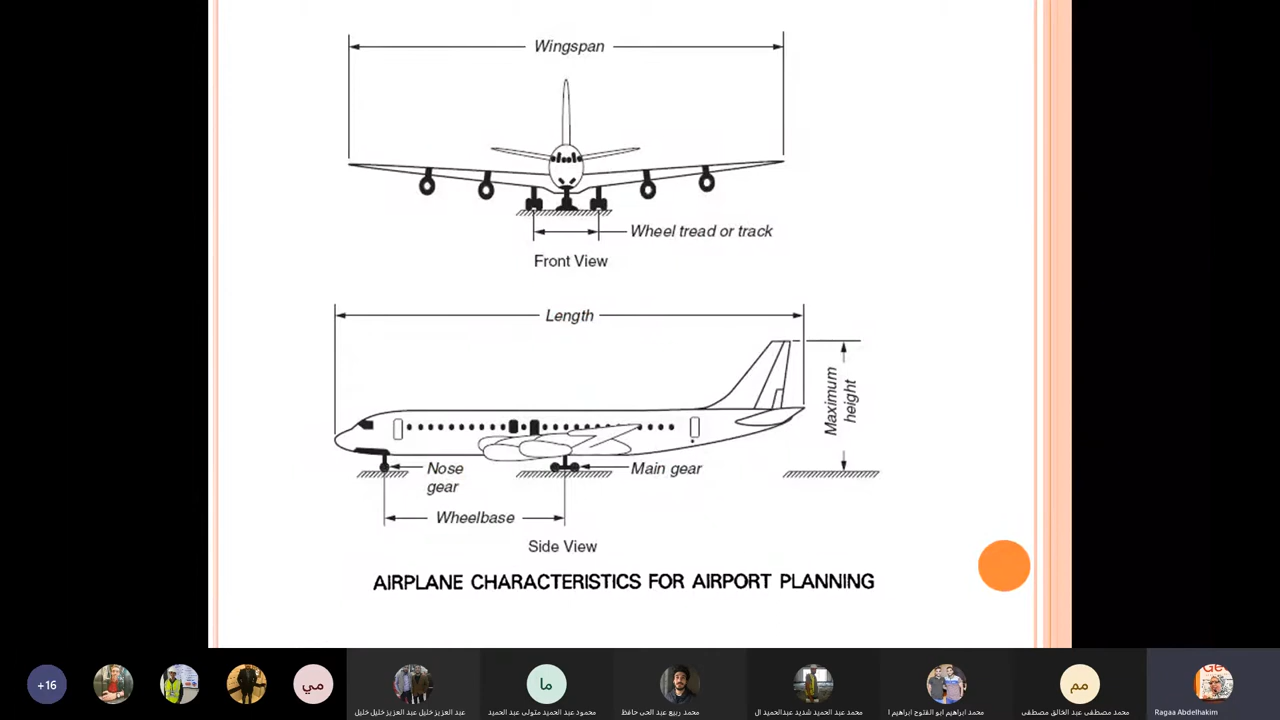 Wingspan
Wheel tread or track
Front View
Length
Maximum
height
Nose
gear
Main gear
Wheelbase
Side View
AIRPLANE CHARACTERISTICS FOR AIRPORT PLANNING
+16
مي
ما
مم
عبد العزيز خليل عبد العزيز خليل خليل
محمود عبد الحميد متولى عبد الحميد
محمد ربيع عبد الحى حافظ
محمد عبد الحميد شديد عبدالحميد ال
محمد ابراهيم ابو الفتوح ابراهيم ا
محمد مصطفى عبد الخالق مصطفى
Ragaa Abdelhakim